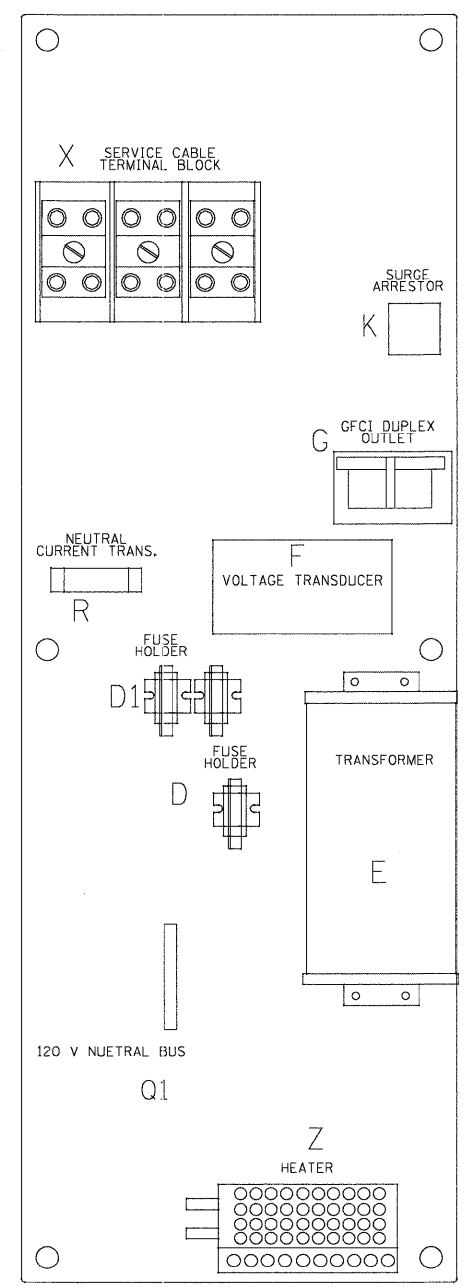 X SERVICE CABLE
TERMINAL BLOCK
SURGE
ARRESTOR
K
G GFCI DUPLEX
OUTLET
NEUTRAL
CURRENT TRANS.
R
F
VOLTAGE TRANSDUCER
FUSE
HOLDER
D1
FUSE
HOLDER
D
TRANSFORMER
E
120 V NUETRAL BUS
Q1
Z
HEATER